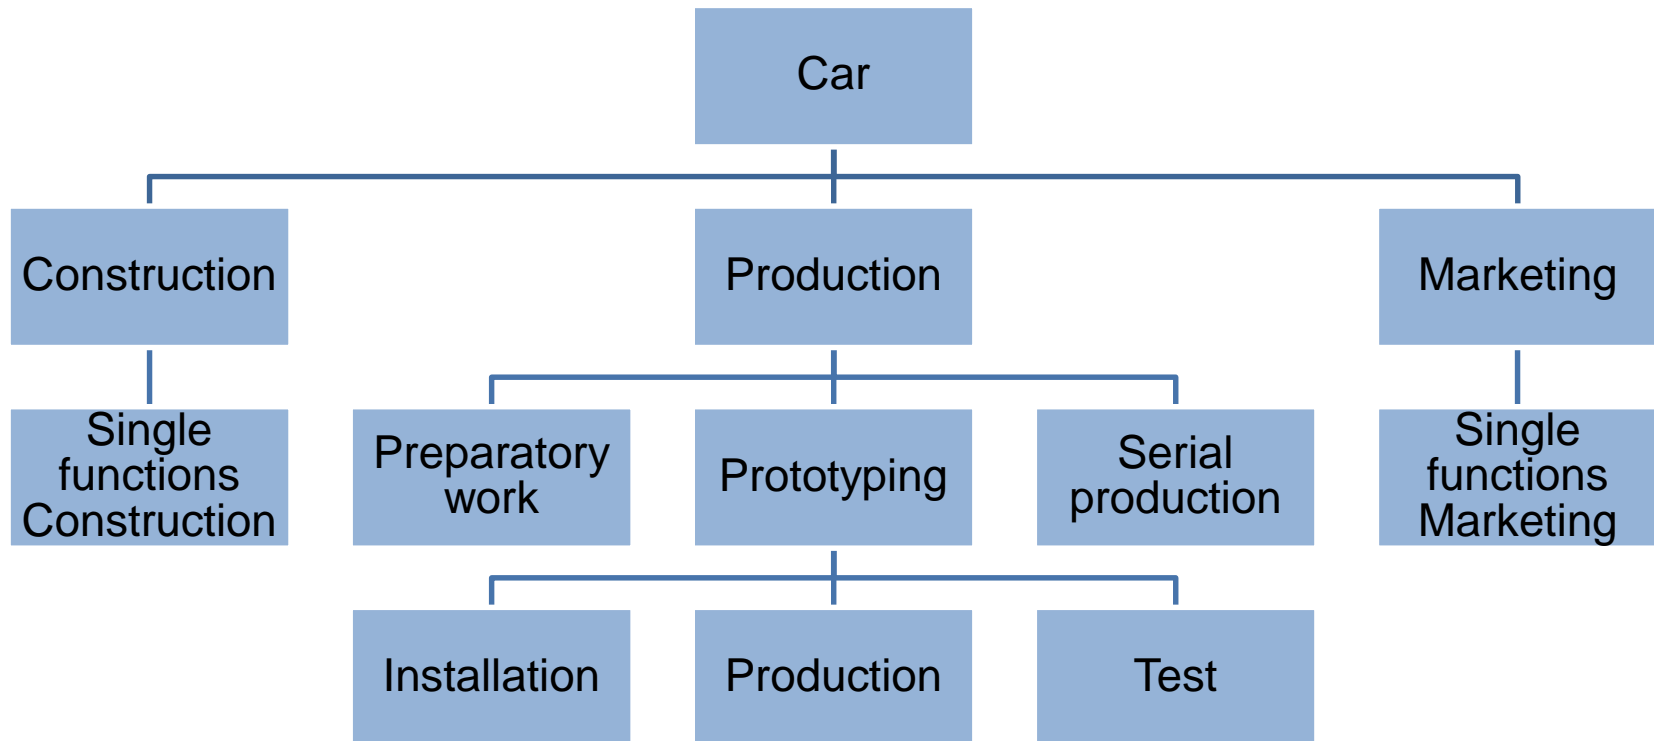 Car
Construction
Production
Marketing
Single
functions
Construction
Preparatory
work
Prototyping
Serial
production
Single
functions
Marketing
Installation
Production
Test